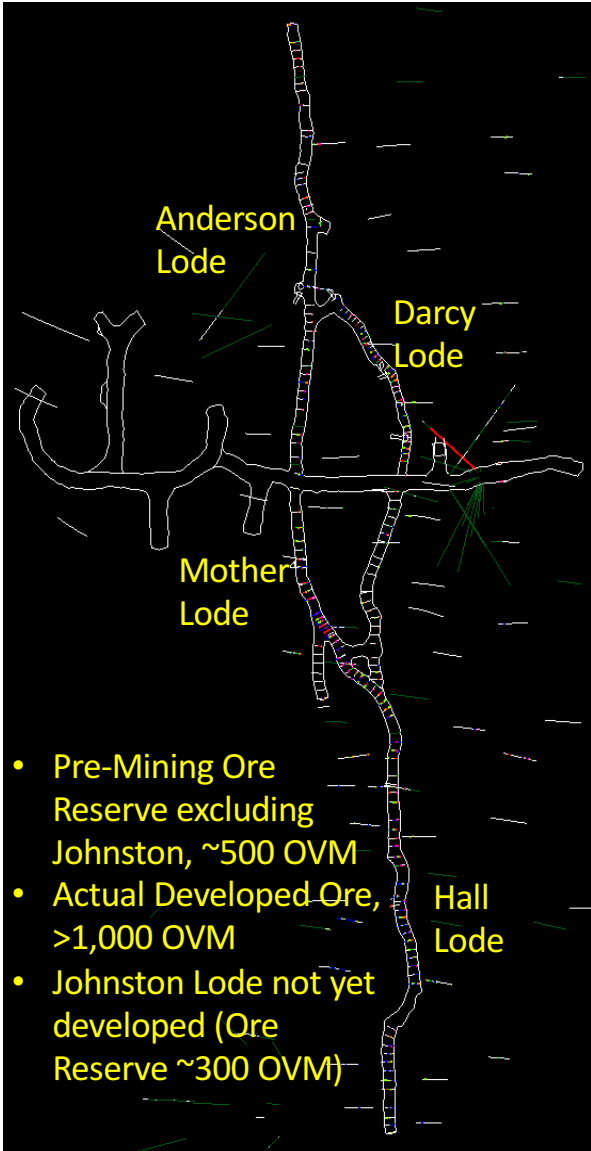 Anderson
Lode
Darcy
Lode
Mother
Lode
• Pre-Mining Ore
Reserve excluding
Johnston, ~500 OVM
• Actual Developed Ore,
>1,000 OVM
• Johnston Lode not yet
developed (Ore
Reserve ~300 OVM)
Hall
Lode